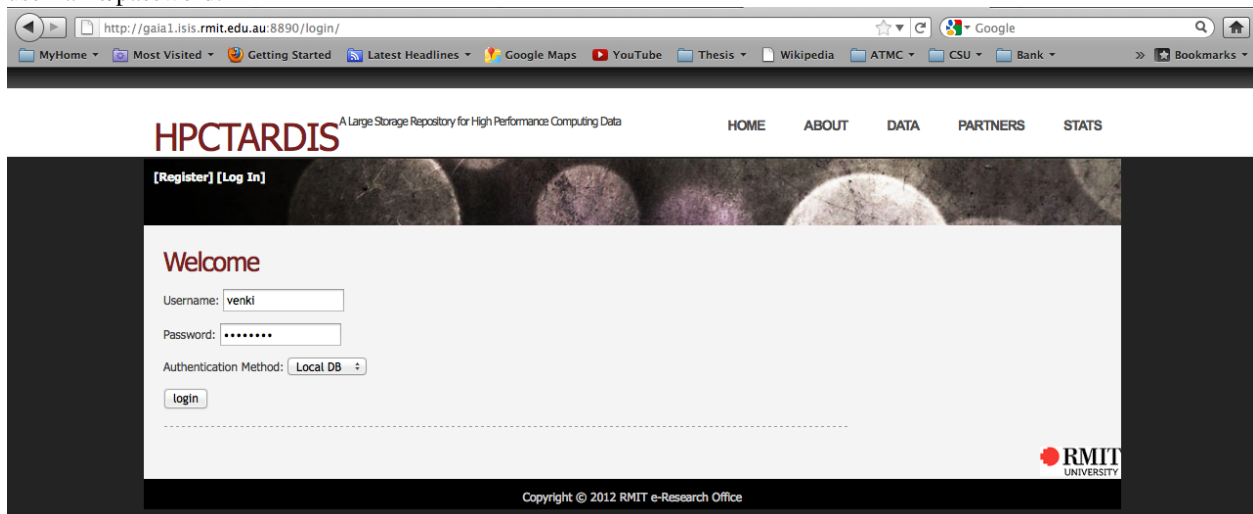 http://gaia1.isis.rmit.edu.au:8890/login/ Google
MyHome Most Visited Getting Started Latest Headlines Google Maps YouTube Thesis Wikipedia ATMC CSU Bank » Bookmarks
HPCTARDIS A Large Storage Repository for High Performance Computing Data HOME ABOUT DATA PARTNERS STATS
[Register] [Log In]
Welcome
Username: venki
Password: ••••••••
Authentication Method: Local DB
login
RMIT
UNIVERSITY
Copyright © 2012 RMIT e-Research Office